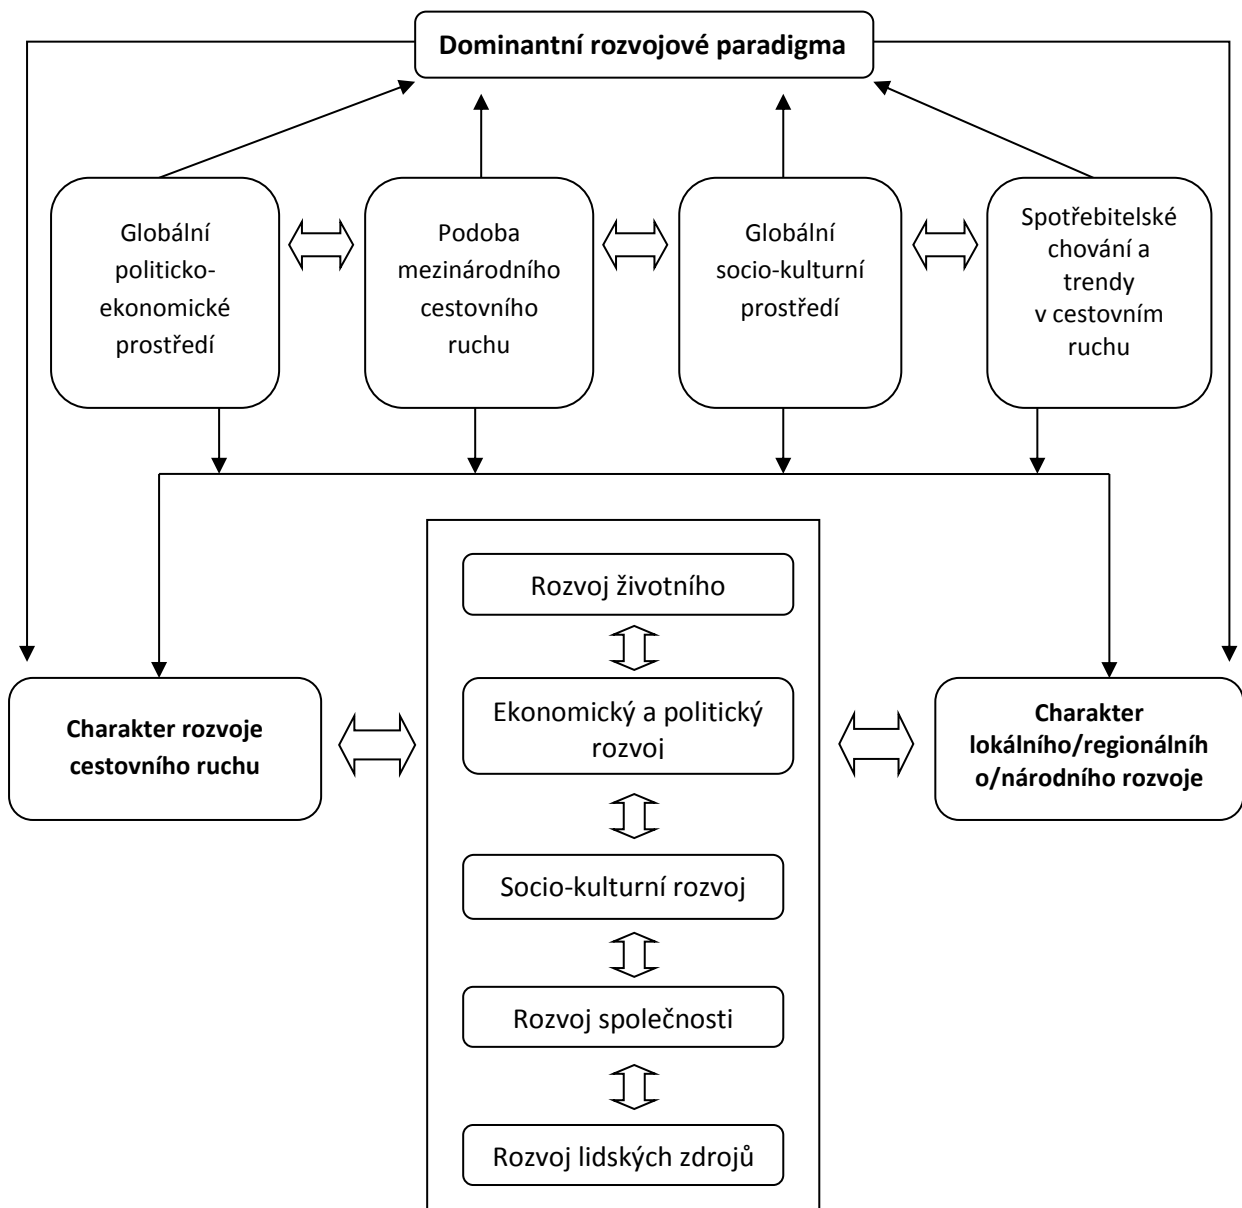 Dominantní rozvojové paradigma
Globální
politicko-
ekonomické
prostředí
Podoba
mezinárodního
cestovního
ruchu
Globální
socio-kulturní
prostředí
Spotřebitelské
chování a
trendy
v cestovním
ruchu
Rozvoj životního
Charakter rozvoje
cestovního ruchu
Ekonomický a politický
rozvoj
Charakter
lokálního/regionálníh
o/národního rozvoje
Socio-kulturní rozvoj
Rozvoj společnosti
Rozvoj lidských zdrojů